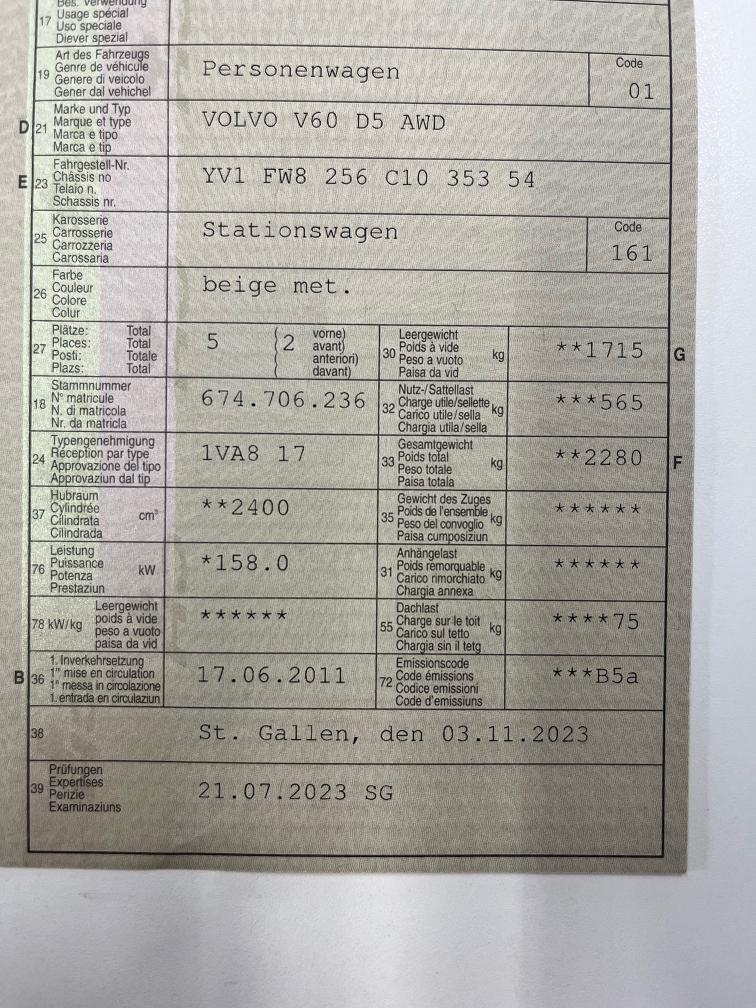 Bes. Verwendung
17 Usage spécial
Uso speciale
Diever spezial
Art des Fahrzeugs
19 Genre de véhicule
Genere di veicolo
Gener dal vehichel
Personenwagen
Code
01
Marke und Typ
D 21 Marque et type
Marca e tipo
Marca e tip
VOLVO V60 D5 AWD
Fahrgestell-Nr.
E 23 Châssis no
Telaio n.
Schassis nr.
YV1 FW8 256 C10 353 54
Karosserie
25 Carrosserie
Carrozzeria
Carossaria
Stationswagen
Code
161
Farbe
26 Couleur
Colore
Colur
beige met.
Plätze: Total
27 Places: Total
Posti: Totale
Plazs: Total
5 (2 vorne)
avant)
anteriori)
davant)
Leergewicht
30 Poids à vide kg
Peso a vuoto
Paisa da vid
**1715 G
Stammnummer
18 N° matricule
N. di matricola
Nr. da matricla
674.706.236
Nutz-/Sattellast
32 Charge utile/sellette kg
Carico utile/sella
Chargia utila/sella
***565
Typengenehmigung
24 Réception par type
Approvazione del tipo
Approvaziun dal tip
1VA8 17
Gesamtgewicht
33 Poids total kg
Peso totale
Paisa totala
**2280 F
Hubraum
37 Cylindrée cm³
Cilindrata
Cilindrada
**2400
Gewicht des Zuges
35 Poids de l'ensemble kg
Peso del convoglio
Paisa cumposiziun
******
Leistung
76 Puissance kW
Potenza
Prestaziun
*158.0
Anhängelast
31 Poids remorquable kg
Carico rimorchiato
Chargia annexa
******
Leergewicht
78 kW/kg poids à vide
peso a vuoto
paisa da vid
******
Dachlast
55 Charge sur le toit kg
Carico sul tetto
Chargia sin il tetg
****75
1. Inverkehrsetzung
B 36 1re mise en circulation
1a messa in circolazione
1. entrada en circulaziun
17.06.2011
Emissionscode
72 Code émissions
Codice emissioni
Code d'emissiuns
***B5a
38 St. Gallen, den 03.11.2023
Prüfungen
39 Expertises
Perizie
Examinaziuns
21.07.2023 SG